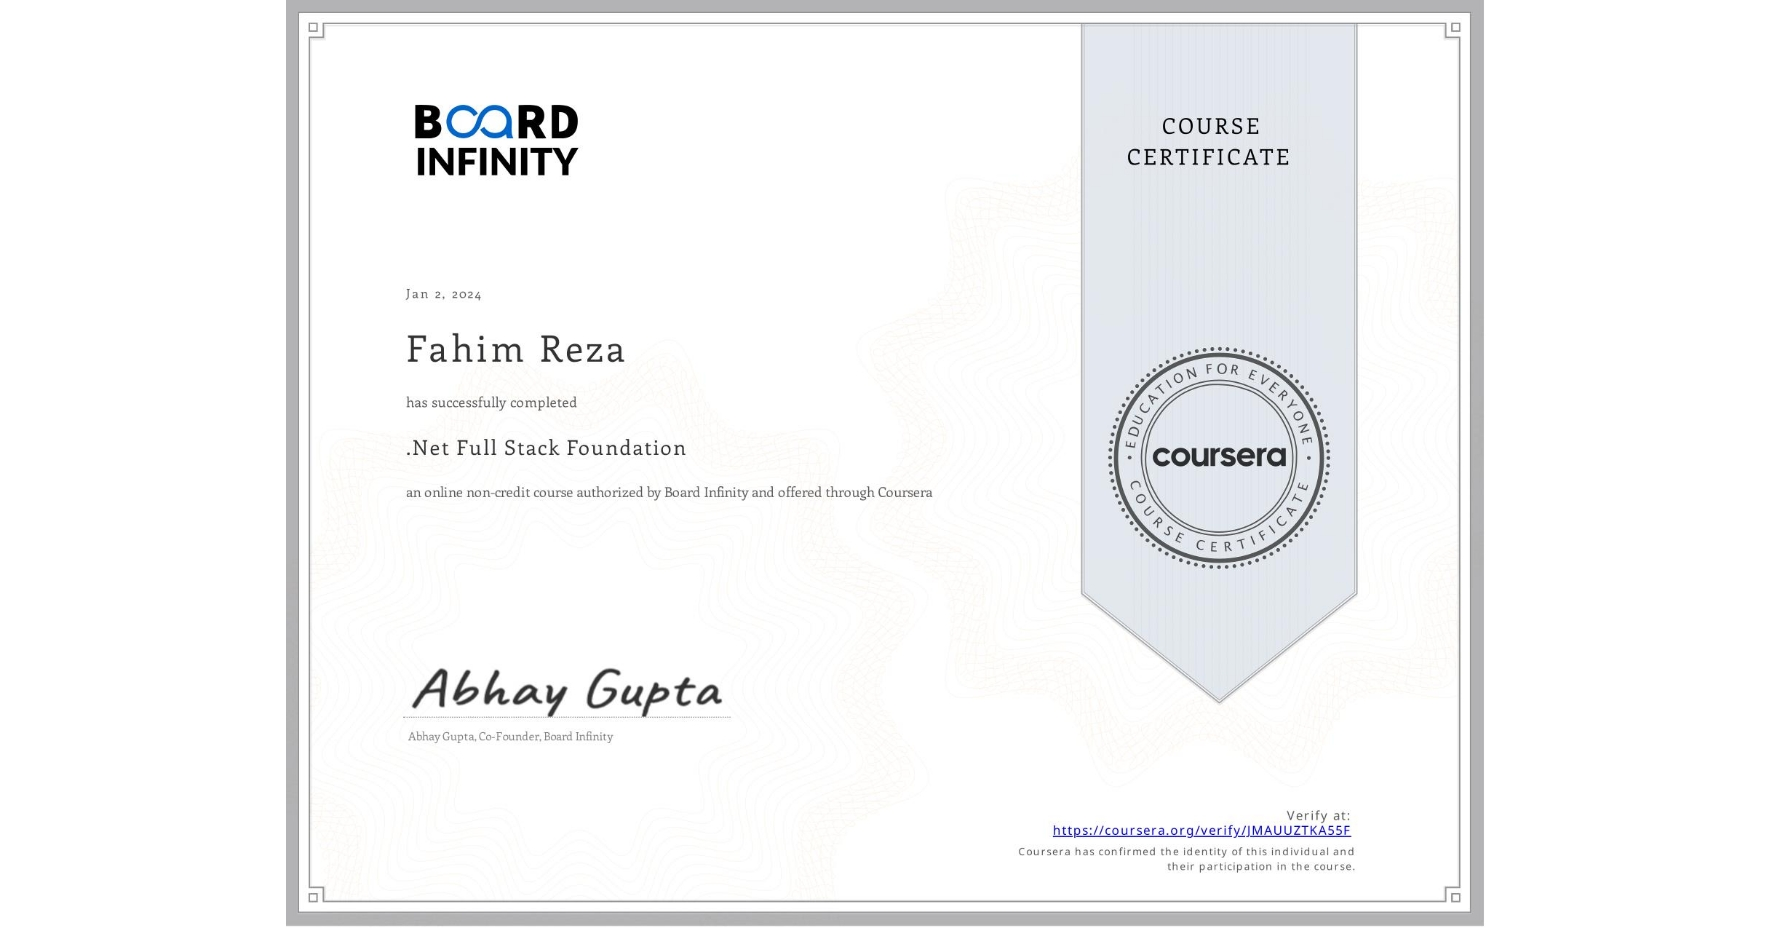 BOARD
INFINITY
COURSE
CERTIFICATE
Jan 2, 2024
Fahim Reza
has successfully completed
.Net Full Stack Foundation
an online non-credit course authorized by Board Infinity and offered through Coursera
EDUCATION FOR EVERYONE
coursera
COURSE CERTIFICATE
Abhay Gupta
Abhay Gupta, Co-Founder, Board Infinity
Verify at:
https://coursera.org/verify/JMAUUZTKA55F
Coursera has confirmed the identity of this individual and
their participation in the course.